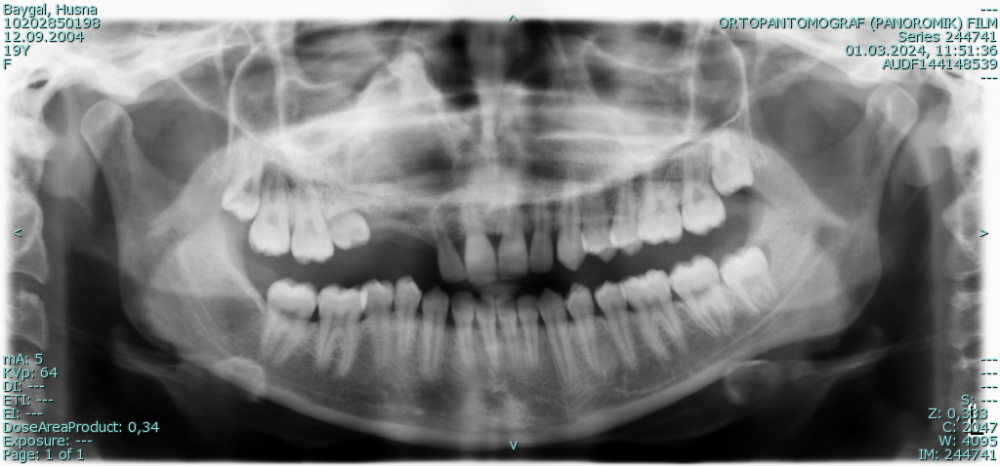 Baygal, Husna
10202850198
12.09.2004
19Y
F
---
ORTOPANTOMOGRAF (PANOROMIK) FILM
Series 244741
01.03.2024, 11:51:36
AUDF144148539
---
^
<
>
v
mA: 5
KVp: 64
DI: ---
ETI: ---
EI: ---
DoseAreaProduct: 0,34
Exposure: ---
Page: 1 of 1
---
---
---
S: ---
Z: 0,333
C: 2047
W: 4095
IM: 244741